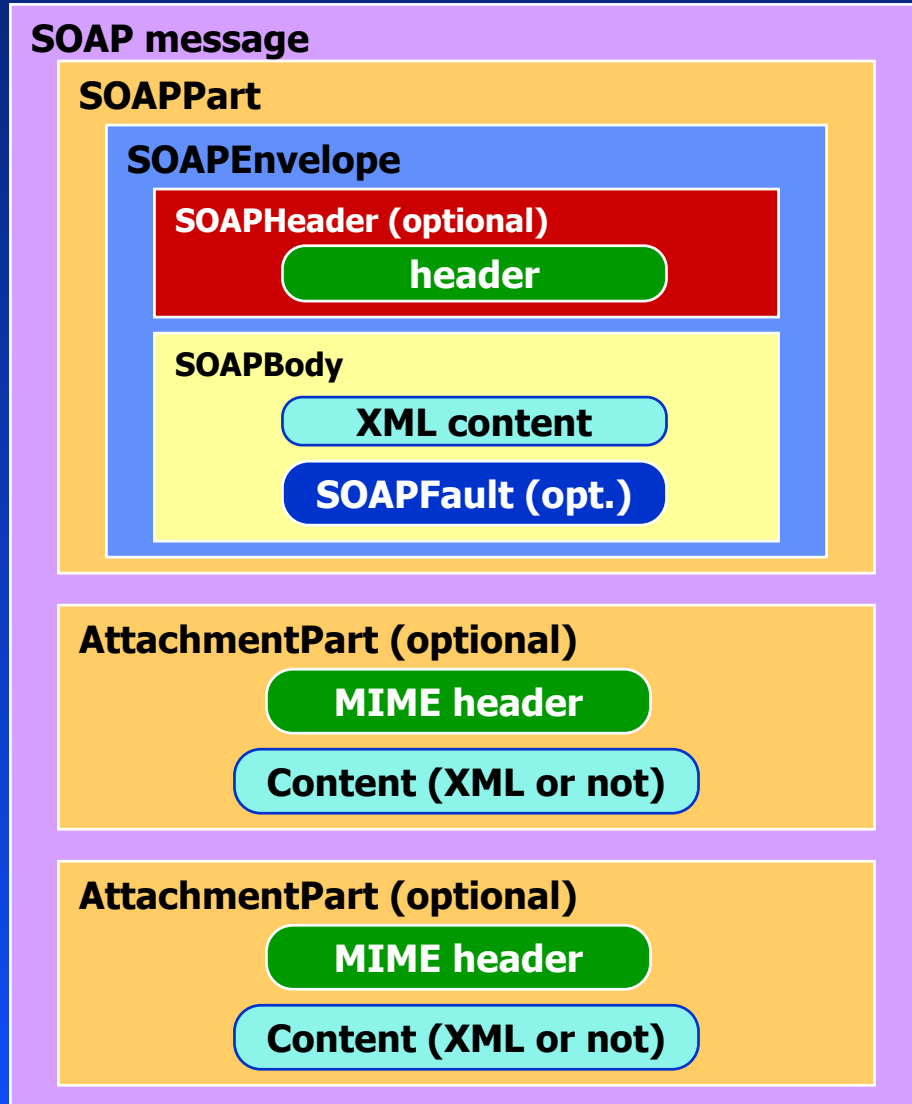 SOAP message
SOAPPart
SOAPEnvelope
SOAPHeader (optional)
header
SOAPBody
XML content
SOAPFault (opt.)
AttachmentPart (optional)
MIME header
Content (XML or not)
AttachmentPart (optional)
MIME header
Content (XML or not)